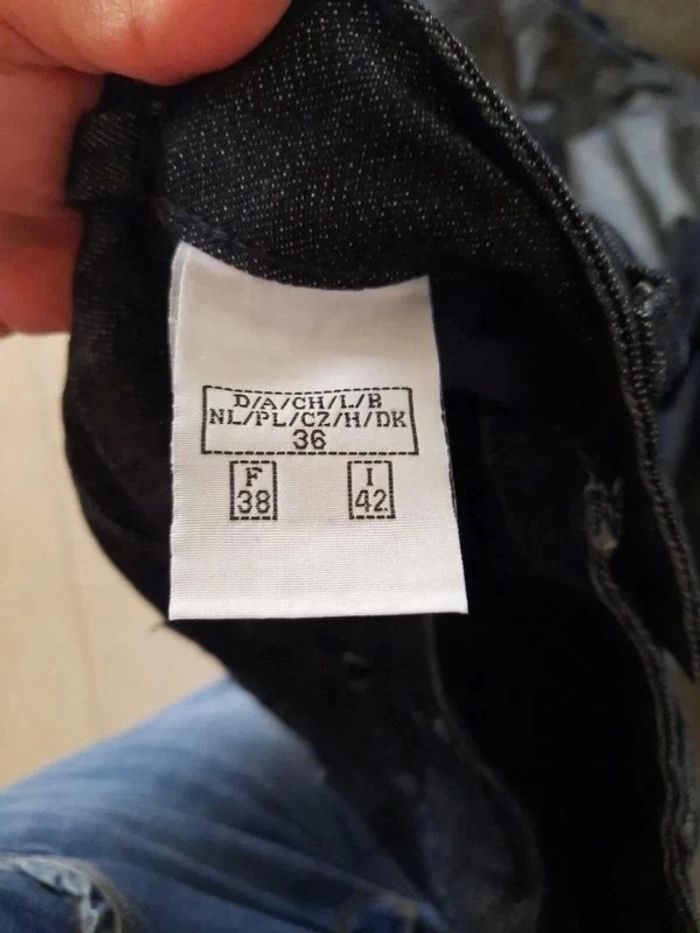 D/A/CH/L/B
NL/PL/CZ/H/DK
36
F I
38 42